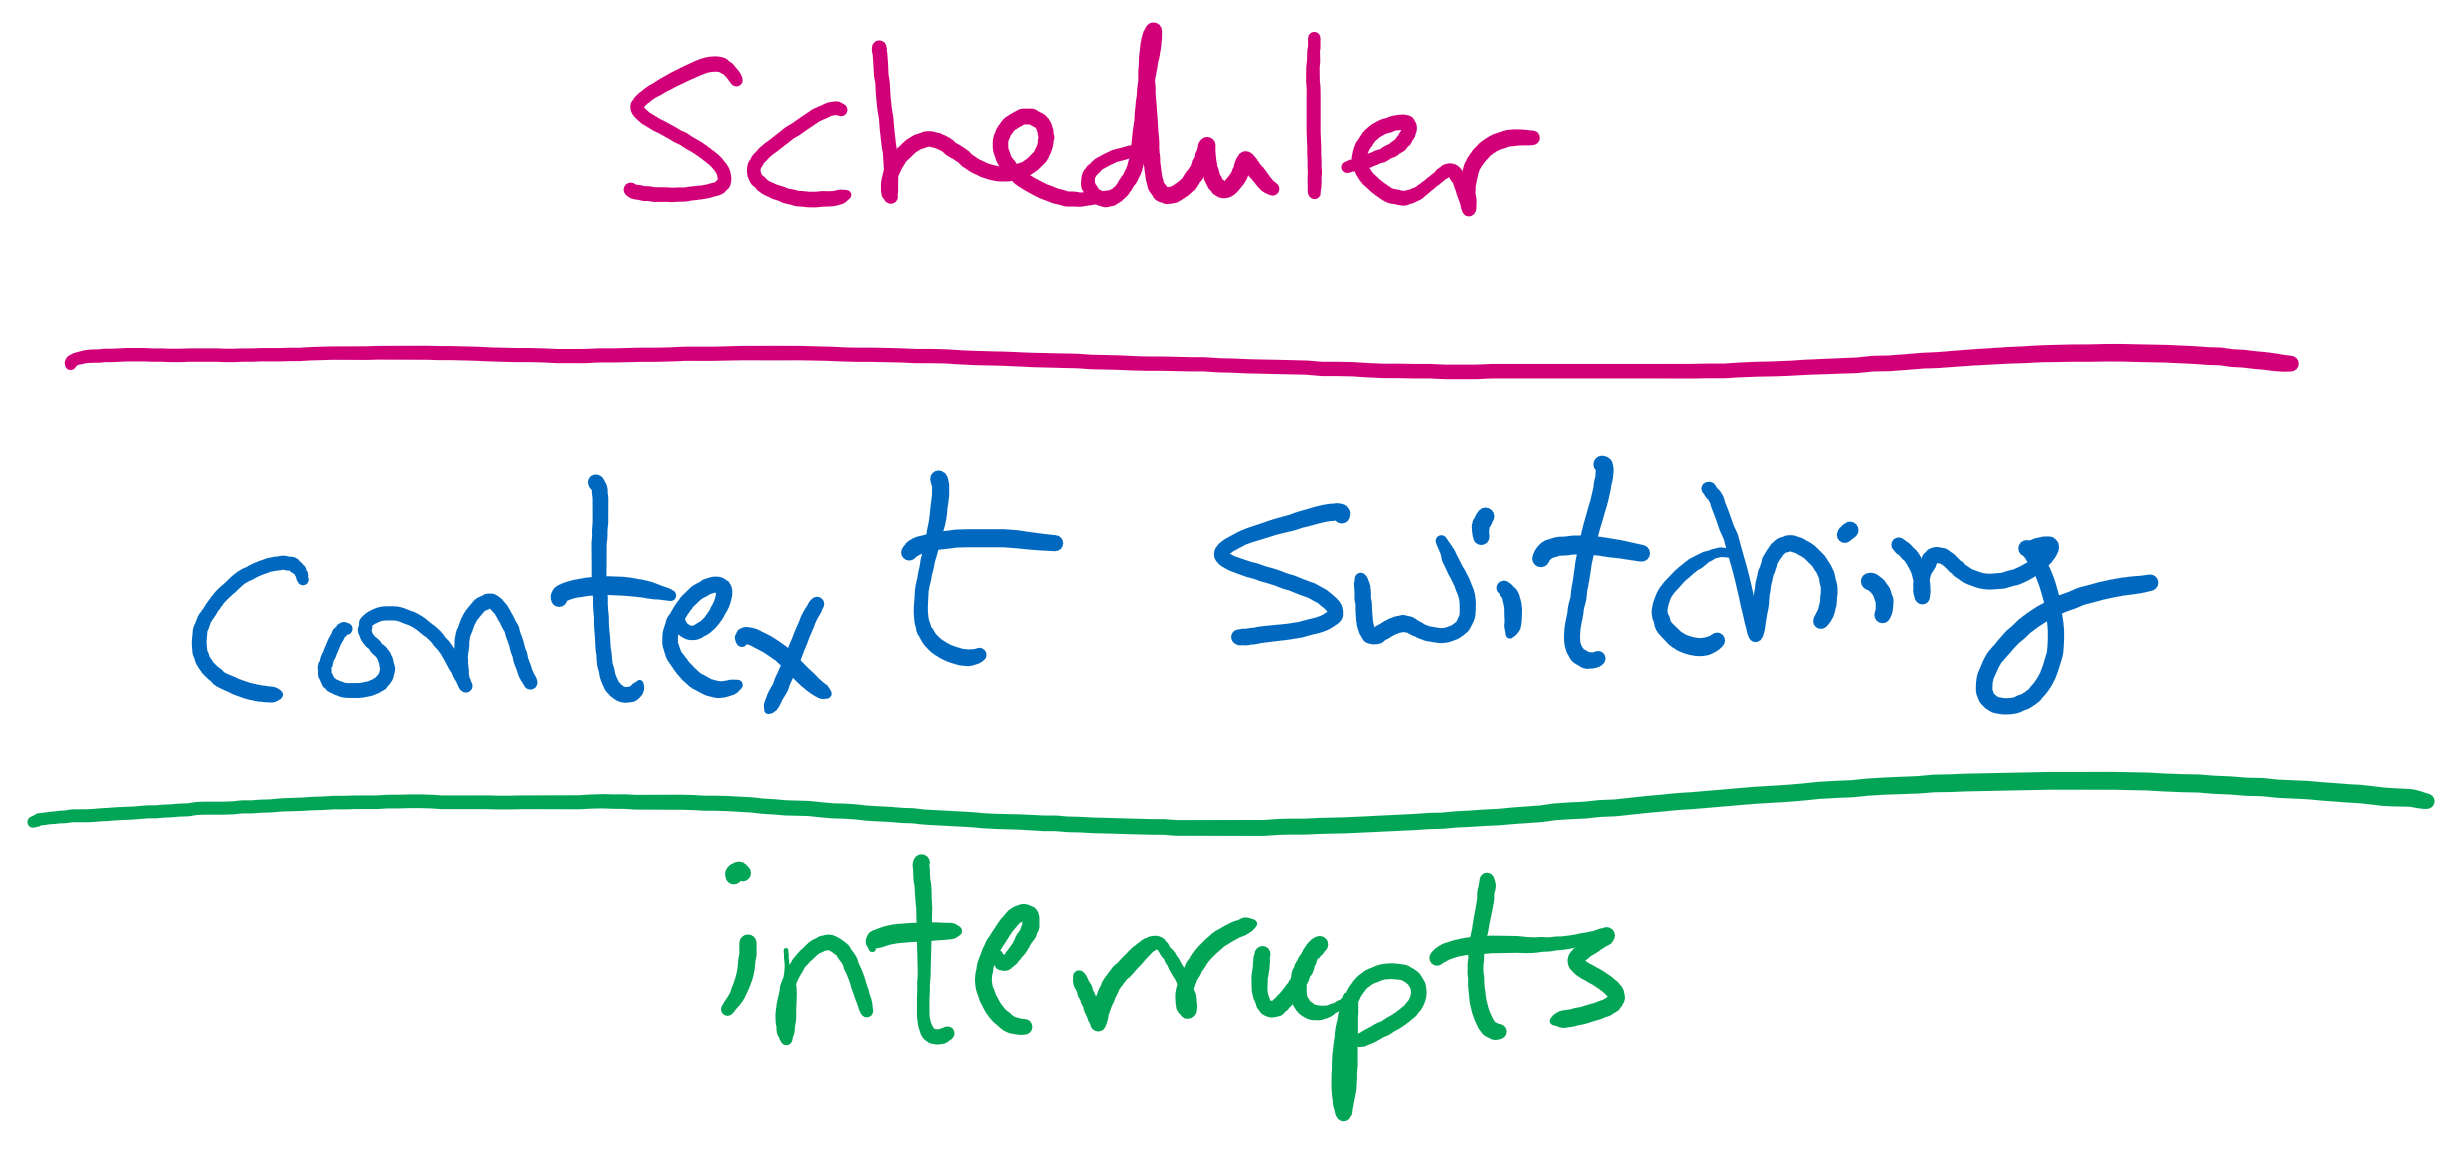 Scheduler
Context Switching
interrupts